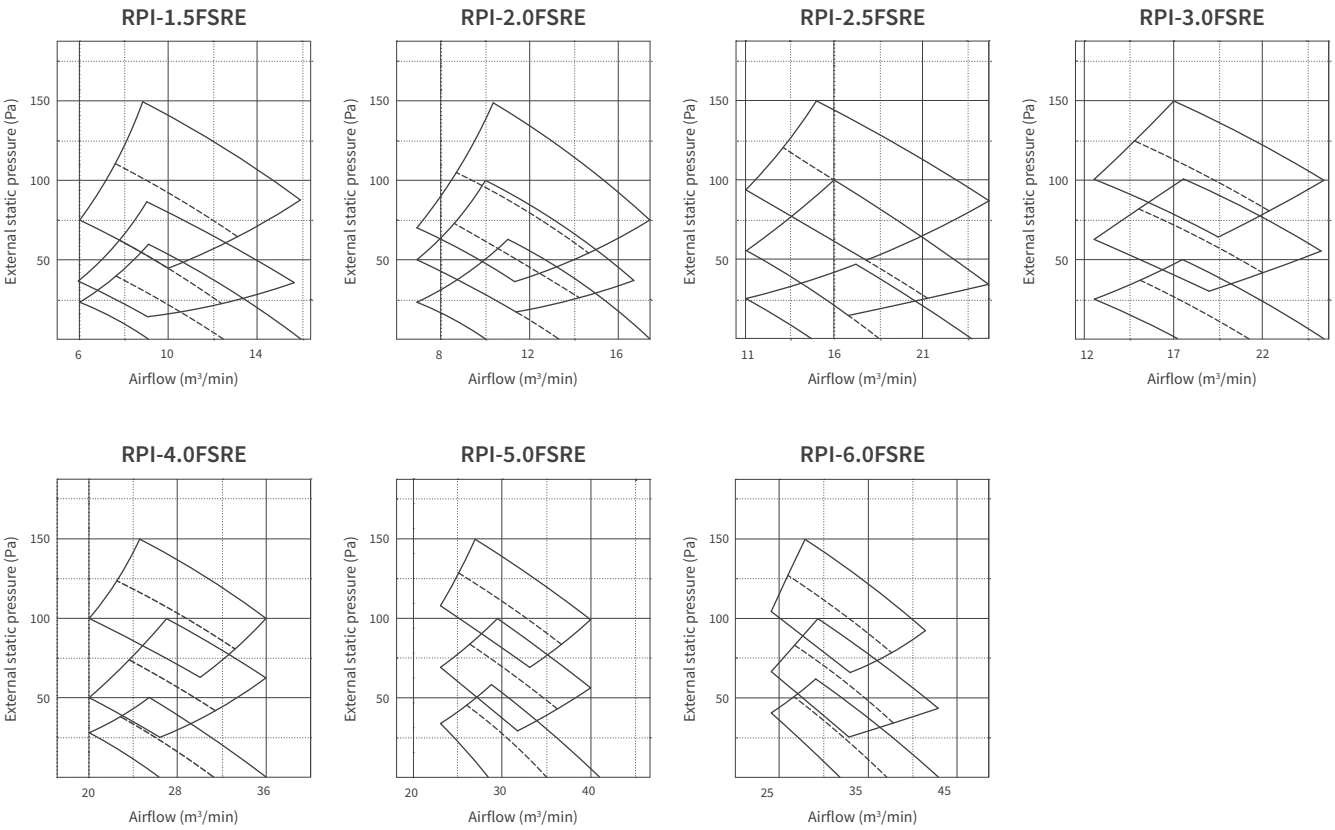 RPI-1.5FSRE
External static pressure (Pa)
150
100
50
6 10 14
Airflow (m³/min)
RPI-2.0FSRE
External static pressure (Pa)
150
100
50
8 12 16
Airflow (m³/min)
RPI-2.5FSRE
External static pressure (Pa)
150
100
50
11 16 21
Airflow (m³/min)
RPI-3.0FSRE
External static pressure (Pa)
150
100
50
12 17 22
Airflow (m³/min)
RPI-4.0FSRE
External static pressure (Pa)
150
100
50
20 28 36
Airflow (m³/min)
RPI-5.0FSRE
External static pressure (Pa)
150
100
50
20 30 40
Airflow (m³/min)
RPI-6.0FSRE
External static pressure (Pa)
150
100
50
25 35 45
Airflow (m³/min)